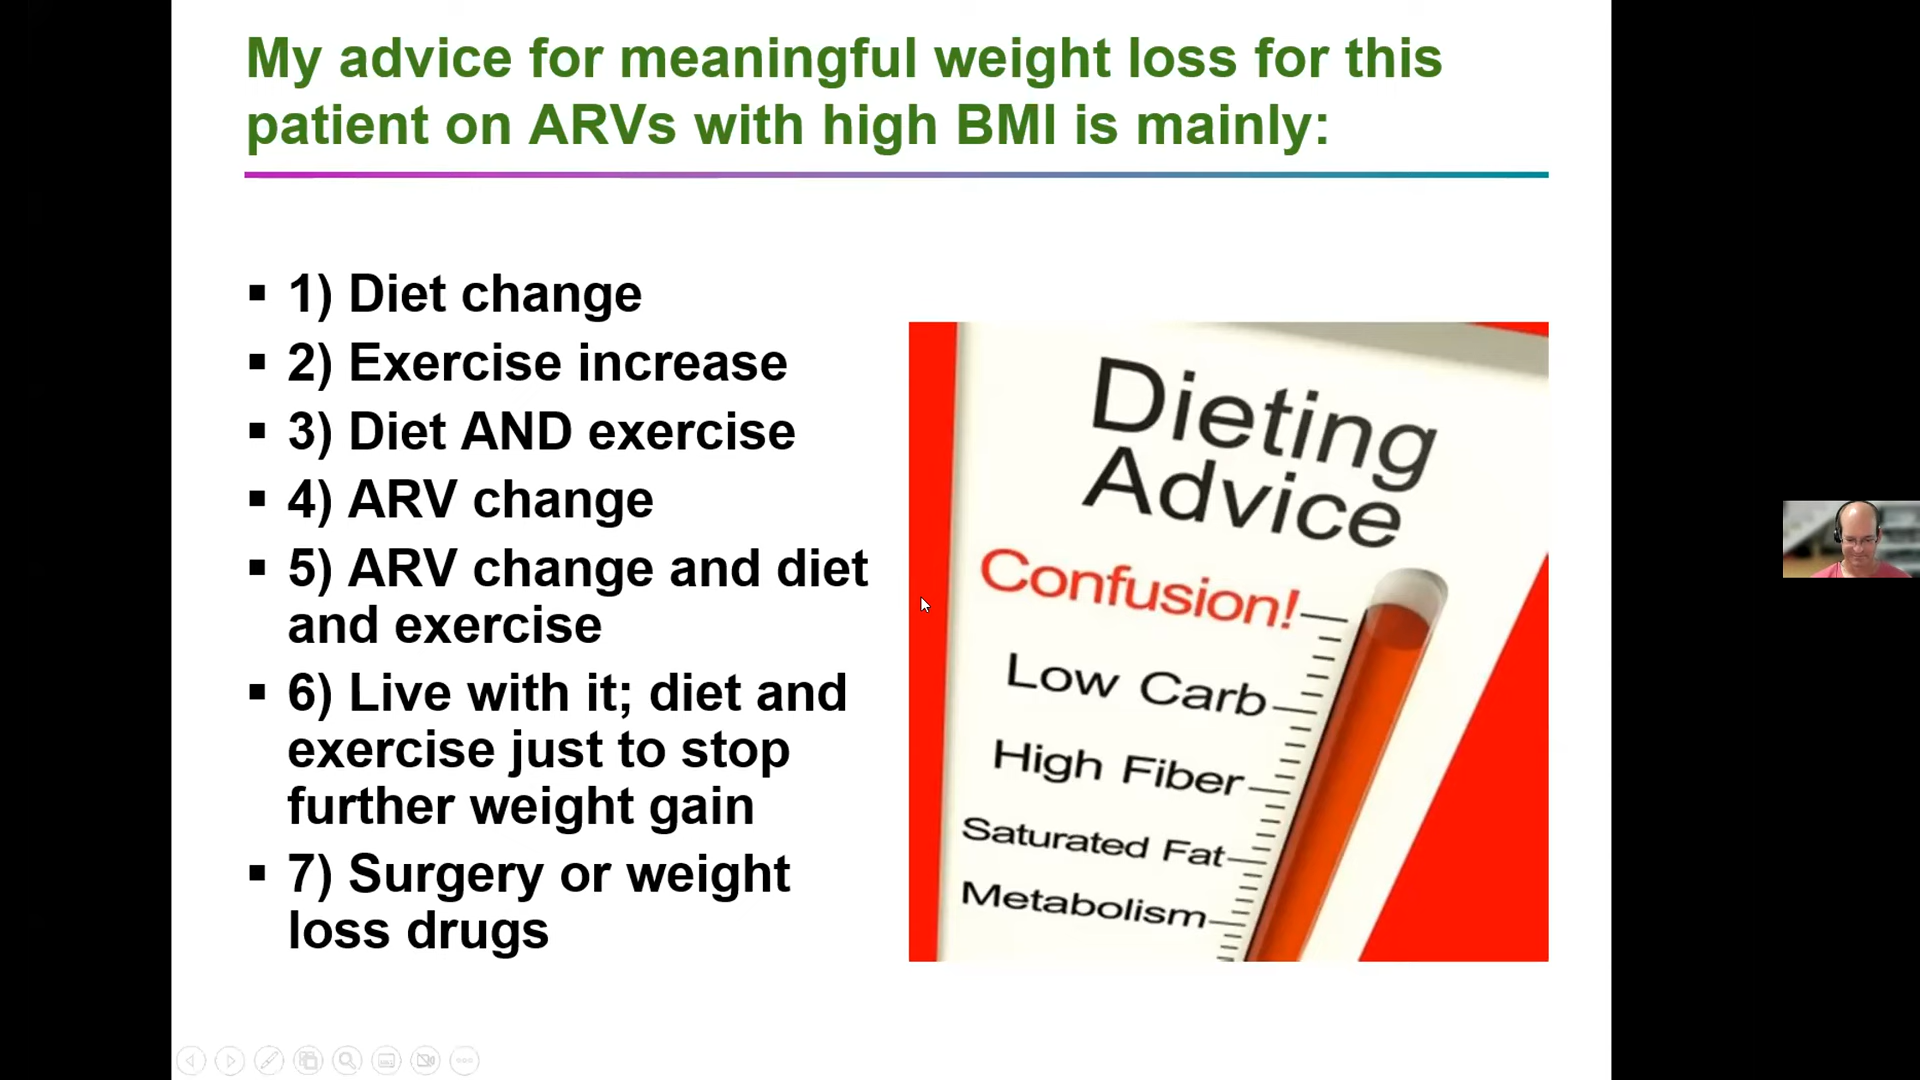 My advice for meaningful weight loss for this
patient on ARVs with high BMI is mainly:
▪ 1) Diet change
▪ 2) Exercise increase
▪ 3) Diet AND exercise
▪ 4) ARV change
▪ 5) ARV change and diet
and exercise
▪ 6) Live with it; diet and
exercise just to stop
further weight gain
▪ 7) Surgery or weight
loss drugs
Dieting
Advice
Confusion!
Low Carb
High Fiber
Saturated Fat
Metabolism